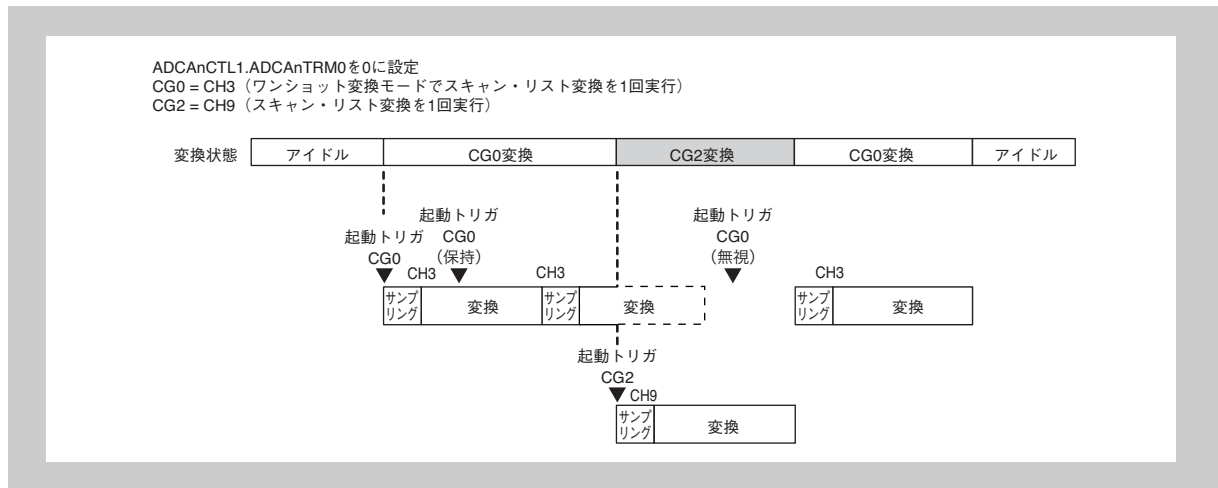 ADCAnCTL1.ADCAnTRM0を0に設定
CG0 = CH3（ワンショット変換モードでスキャン・リスト変換を1回実行）
CG2 = CH9（スキャン・リスト変換を1回実行）
変換状態 アイドル CG0変換 CG2変換 CG0変換 アイドル
起動トリガ
CG0
起動トリガ
CG0
（保持）
起動トリガ
CG0
（無視）
CH3
CH3
CH3
サンプ
リング
変換
サンプ
リング
変換
サンプ
リング
変換
起動トリガ
CG2
CH9
サンプ
リング
変換